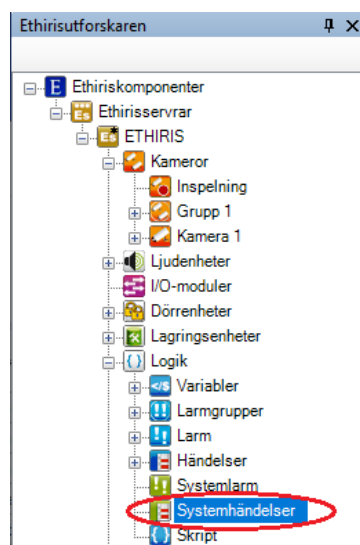 Ethirisutforskaren
Ethiriskomponenter
Ethirisservrar
ETHIRIS
Kameror
Inspelning
Grupp 1
Kamera 1
Ljudenheter
I/O-moduler
Dörrenheter
Lagringsenheter
Logik
Variabler
Larmgrupper
Larm
Händelser
Systemlarm
Systemhändelser
Skript